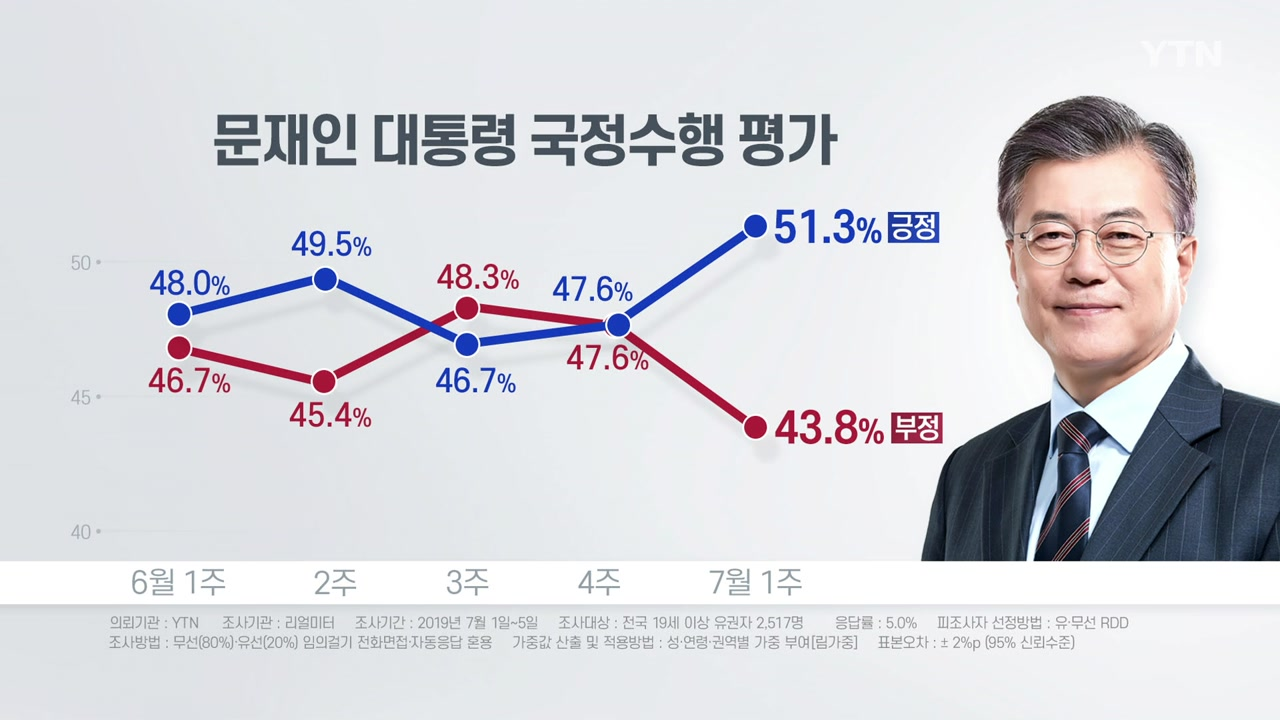 YTN
문재인 대통령 국정수행 평가
50
45
40
48.0%
49.5%
46.7%
47.6%
51.3% 긍정
46.7%
45.4%
48.3%
47.6%
43.8% 부정
6월 1주 2주 3주 4주 7월 1주
의뢰기관 : YTN 조사기관 : 리얼미터 조사기간 : 2019년 7월 1일~5일 조사대상 : 전국 19세 이상 유권자 2,517명 응답률 : 5.0% 피조사자 선정방법 : 유·무선 RDD
조사방법 : 무선(80%)·유선(20%) 임의걸기 전화면접·자동응답 혼용 가중값 산출 및 적용방법 : 성·연령·권역별 가중 부여[림가중] 표본오차 : ± 2%p (95% 신뢰수준)